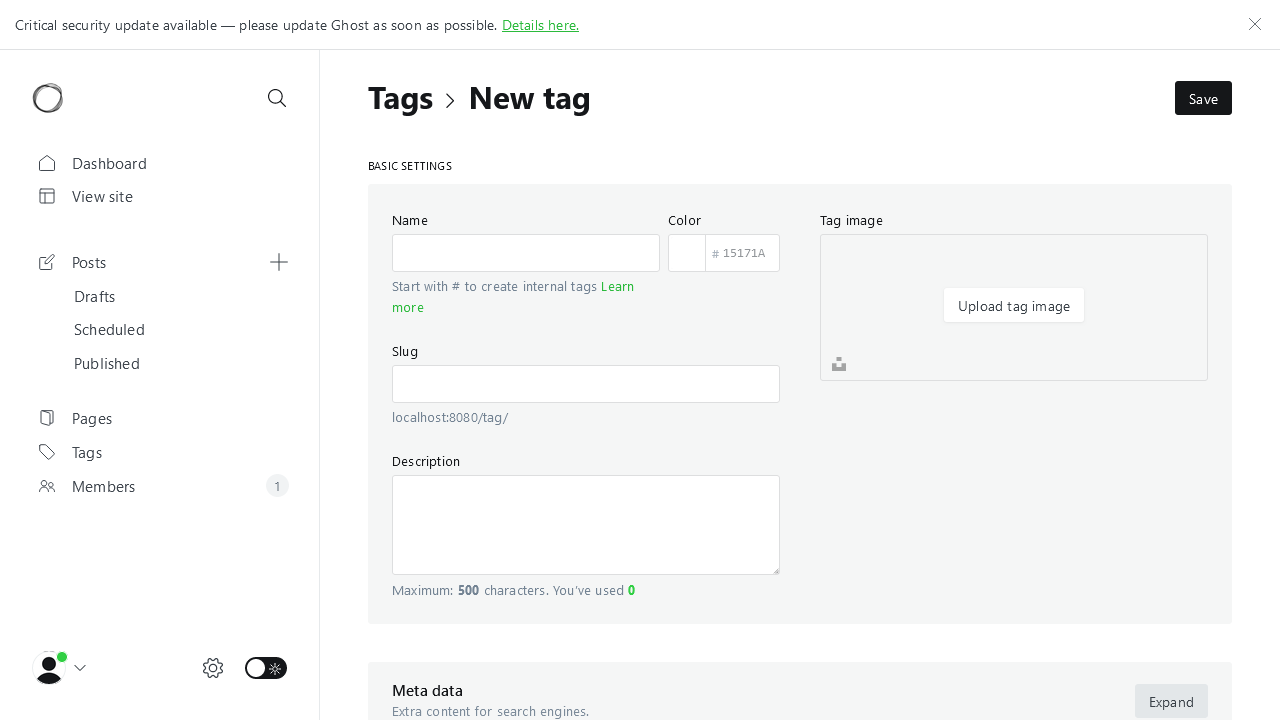 Critical security update available — please update Ghost as soon as possible. Details here.
Tags > New tag
Save
Dashboard
View site
Posts
Drafts
Scheduled
Published
Pages
Tags
Members
1
BASIC SETTINGS
Name
Color
# 15171A
Start with # to create internal tags Learn
more
Slug
localhost:8080/tag/
Description
Maximum: 500 characters. You've used 0
Tag image
Upload tag image
Meta data
Extra content for search engines.
Expand